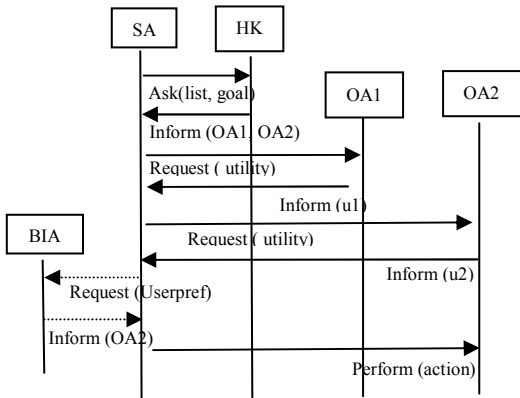 SA
HK
Ask(list, goal)
OA1
OA2
Inform (OA1, OA2)
Request ( utility)
Inform (u1)
BIA
Request ( utility)
Inform (u2)
Request (Userpref)
Inform (OA2)
Perform (action)